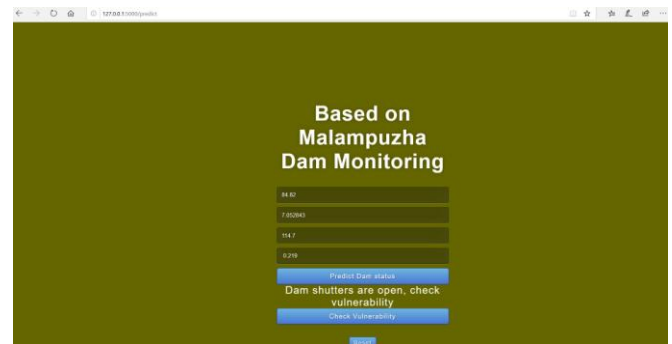 127.0.0.1:5000/predict
Based on
Malampuzha
Dam Monitoring
84.82
7.052843
114.7
0.219
Predict Dam status
Dam shutters are open, check
vulnerability
Check Vulnerability